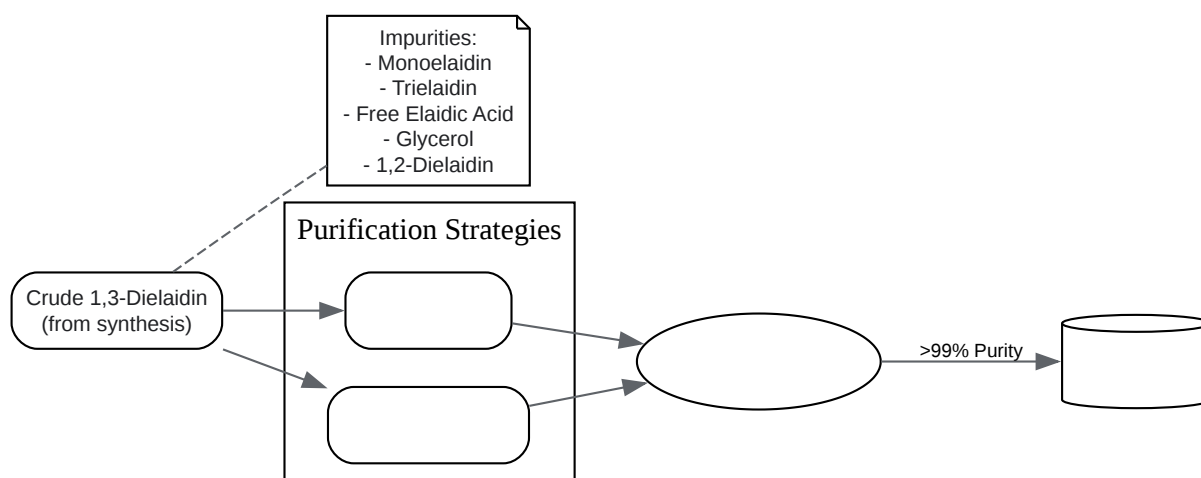 Impurities:
- Monoelaidin
- Trielaidin
- Free Elaidic Acid
- Glycerol
- 1,2-Dielaidin
Purification Strategies
Crude 1,3-Dielaidin
(from synthesis)
>99% Purity